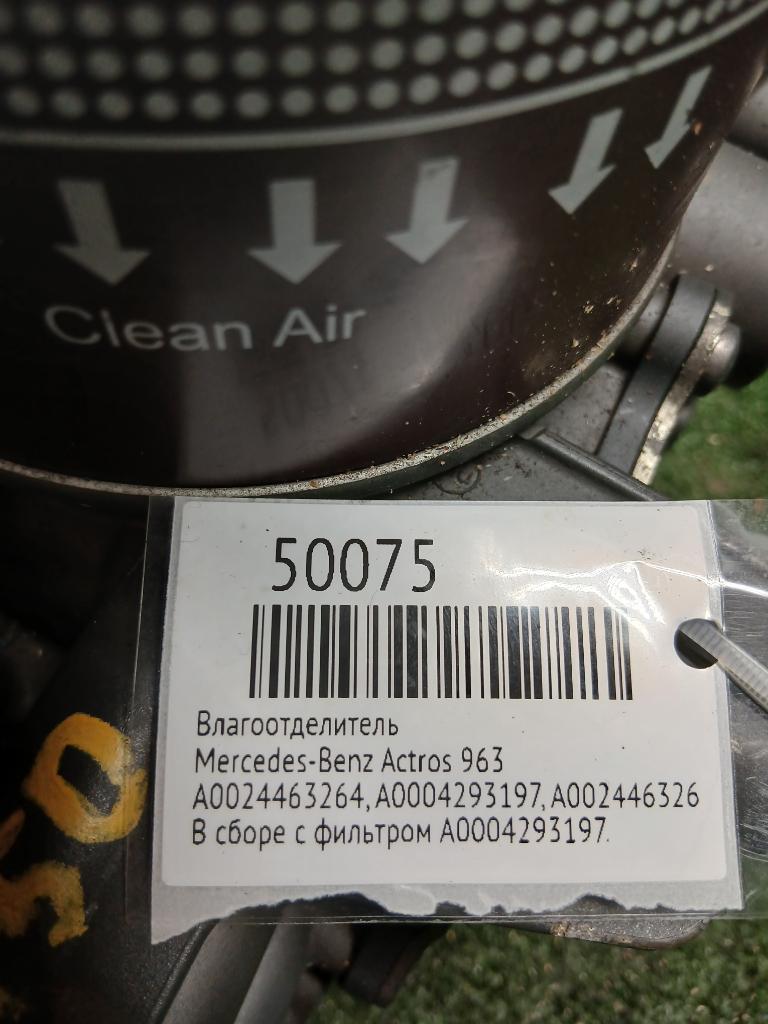 Clean Air
50075
Влагоотделитель
Mercedes-Benz Actros 963
A0024463264, A0004293197, A002446326
В сборе с фильтром A0004293197.